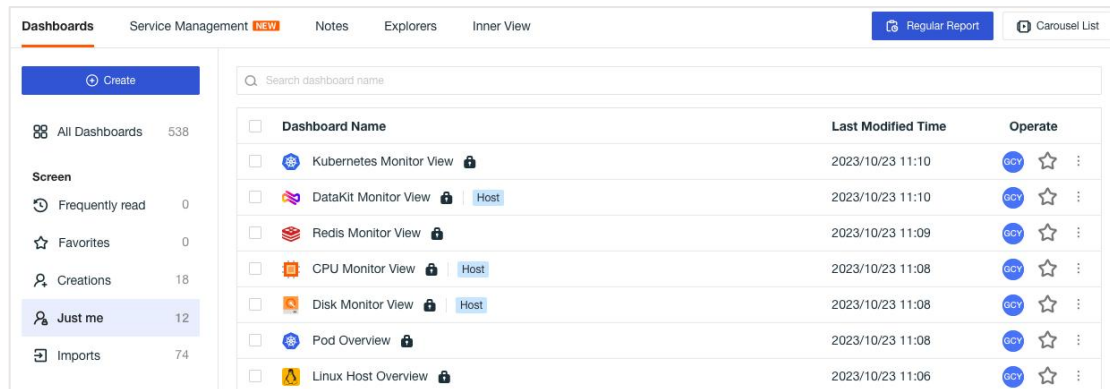 Dashboards Service Management NEW Notes Explorers Inner View Regular Report Carousel List
Create
Search dashboard name
All Dashboards 538
Screen
Frequently read 0
Favorites 0
Creations 18
Just me 12
Imports 74
Dashboard Name Last Modified Time Operate
Kubernetes Monitor View 2023/10/23 11:10 GCY
DataKit Monitor View Host 2023/10/23 11:10 GCY
Redis Monitor View 2023/10/23 11:09 GCY
CPU Monitor View Host 2023/10/23 11:08 GCY
Disk Monitor View Host 2023/10/23 11:08 GCY
Pod Overview 2023/10/23 11:08 GCY
Linux Host Overview 2023/10/23 11:06 GCY